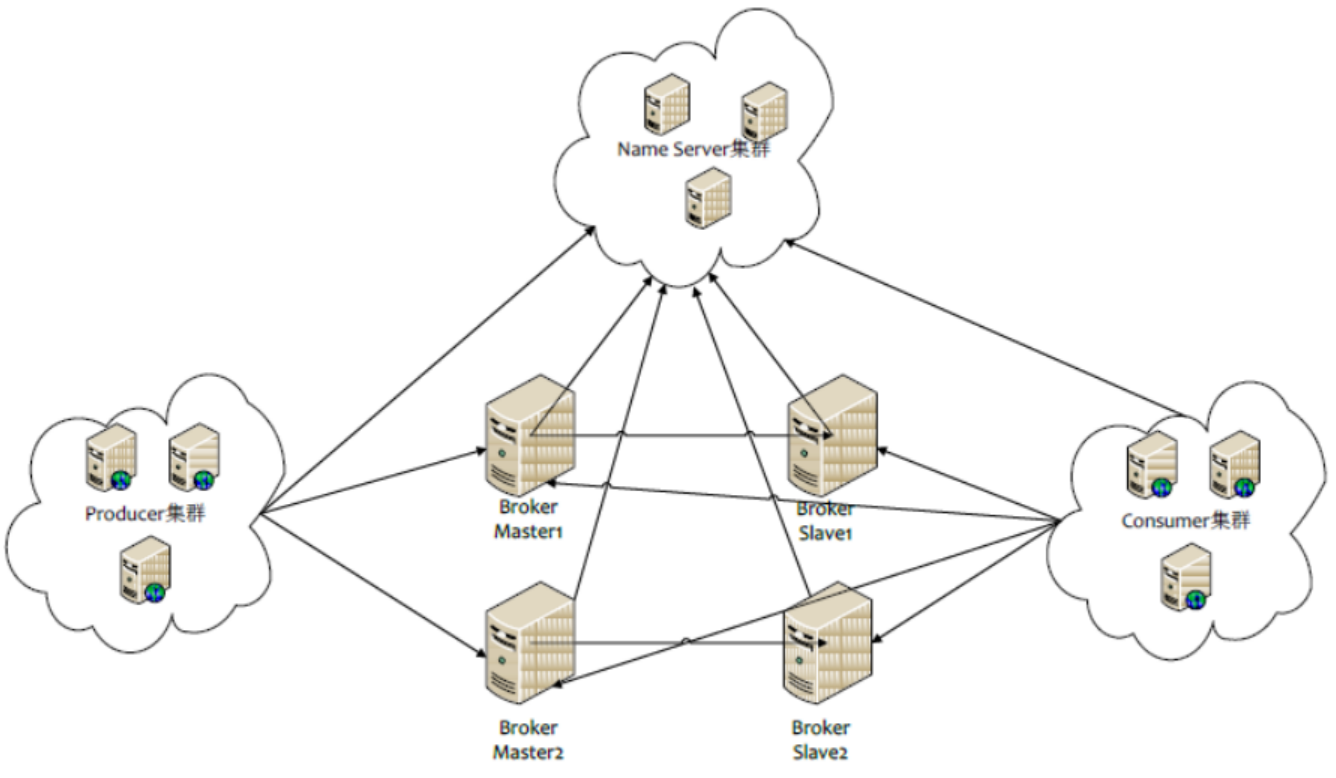 Name Server集群
Producer集群
Broker
Master1
Broker
Slave1
Consumer集群
Broker
Master2
Broker
Slave2